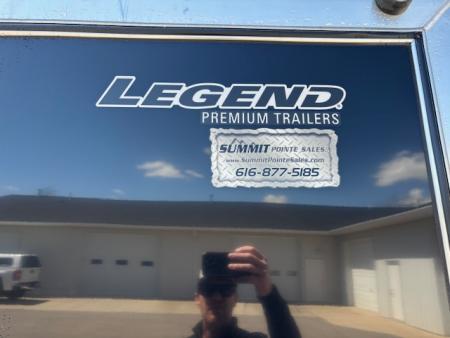 LEGEND
PREMIUM TRAILERS
SUMMIT POINTE SALES
www.SummitPointeSales.com
616-877-5185